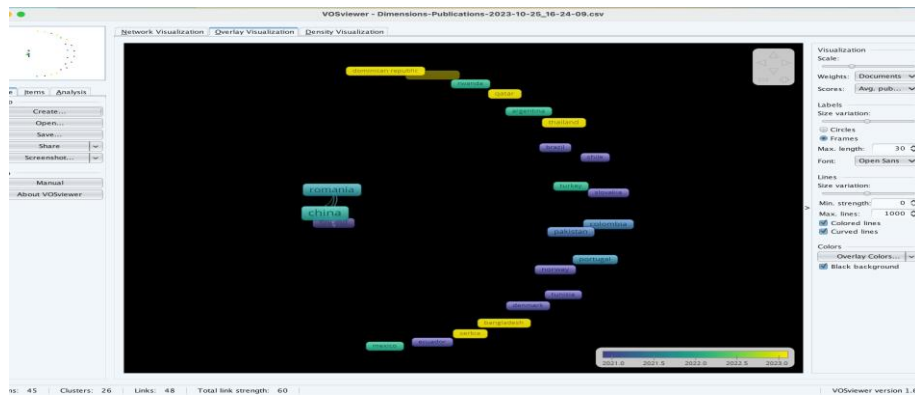 VOSviewer - Dimensions-Publications-2023-10-25_16-24-09.csv
Network Visualization Overlay Visualization Density Visualization
Items Analysis
Create...
Open...
Save...
Share
Screenshot...
Manual
About VOSviewer
dominican republic
rwanda
qatar
argentina
thailand
brazil
chile
romania
turkey
slovakia
china
colombia
pakistan
portugal
norway
tunisia
denmark
bangladesh
serbia
ecuador
mexico
2021.0 2021.5 2022.0 2022.5 2023.0
Visualization
Scale:
Weights: Documents
Scores: Avg. pub...
Labels
Size variation:
Circles
Frames
Max. length: 30
Font: Open Sans
Lines
Size variation:
Min. strength: 0
Max. lines: 1000
Colored lines
Curved lines
Colors
Overlay Colors...
Black background
>
ns: 45 Clusters: 26 Links: 48 Total link strength: 60
VOSviewer version 1.6